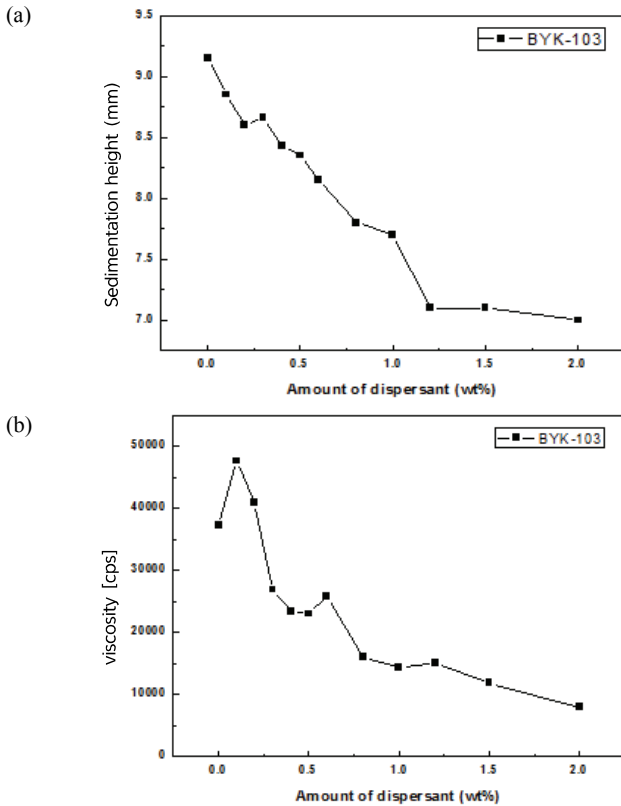 (a)
BYK-103
9.5
9.0
8.5
8.0
7.5
7.0
Sedimentation height (mm)
0.0 0.5 1.0 1.5 2.0
Amount of dispersant (wt%)
(b)
BYK-103
50000
40000
30000
20000
10000
0
viscosity [cps]
0.0 0.5 1.0 1.5 2.0
Amount of dispersant (wt%)